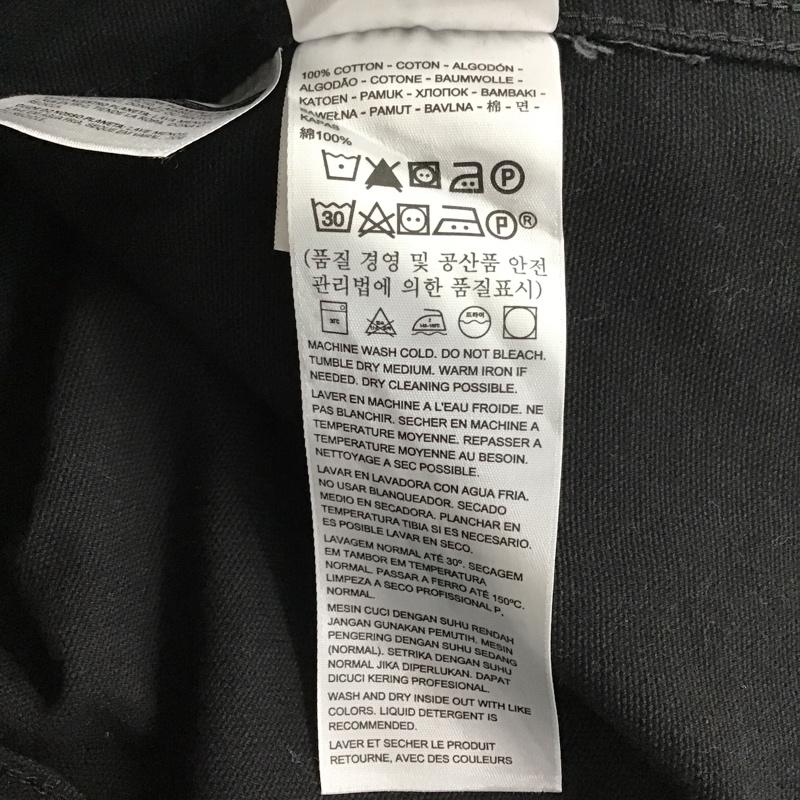 100% COTTON - COTON - ALGODÓN -
ALGODÃO - COTONE - BAUMWOLLE -
KATOEN - PAMUK - ХЛОПОК - BAMBAKI -
BAWEŁNA - PAMUT - BAVLNA - 棉 - 면 -
KAPAS
綿100%
P
30 P ®
(품질 경영 및 공산품 안전
관리법에 의한 품질표시)
30℃ 드라이
MACHINE WASH COLD. DO NOT BLEACH.
TUMBLE DRY MEDIUM. WARM IRON IF
NEEDED. DRY CLEANING POSSIBLE.
LAVER EN MACHINE A L'EAU FROIDE. NE
PAS BLANCHIR. SECHER EN MACHINE A
TEMPERATURE MOYENNE. REPASSER A
TEMPERATURE MOYENNE AU BESOIN.
NETTOYAGE A SEC POSSIBLE.
LAVAR EN LAVADORA CON AGUA FRIA.
NO USAR BLANQUEADOR. SECADO
MEDIO EN SECADORA. PLANCHAR EN
TEMPERATURA TIBIA SI ES NECESARIO.
ES POSIBLE LAVAR EN SECO.
LAVAGEM NORMAL ATÉ 30º. SECAGEM
EM TAMBOR EM TEMPERATURA
NORMAL. PASSAR A FERRO ATÉ 150ºC.
LIMPEZA A SECO PROFISSIONAL P.
NORMAL.
MESIN CUCI DENGAN SUHU RENDAH
JANGAN GUNAKAN PEMUTIH. MESIN
PENGERING DENGAN SUHU SEDANG
(NORMAL). SETRIKA DENGAN SUHU
NORMAL JIKA DIPERLUKAN. DAPAT
DICUCI KERING PROFESIONAL.
WASH AND DRY INSIDE OUT WITH LIKE
COLORS. LIQUID DETERGENT IS
RECOMMENDED.
LAVER ET SECHER LE PRODUIT
RETOURNE, AVEC DES COULEURS